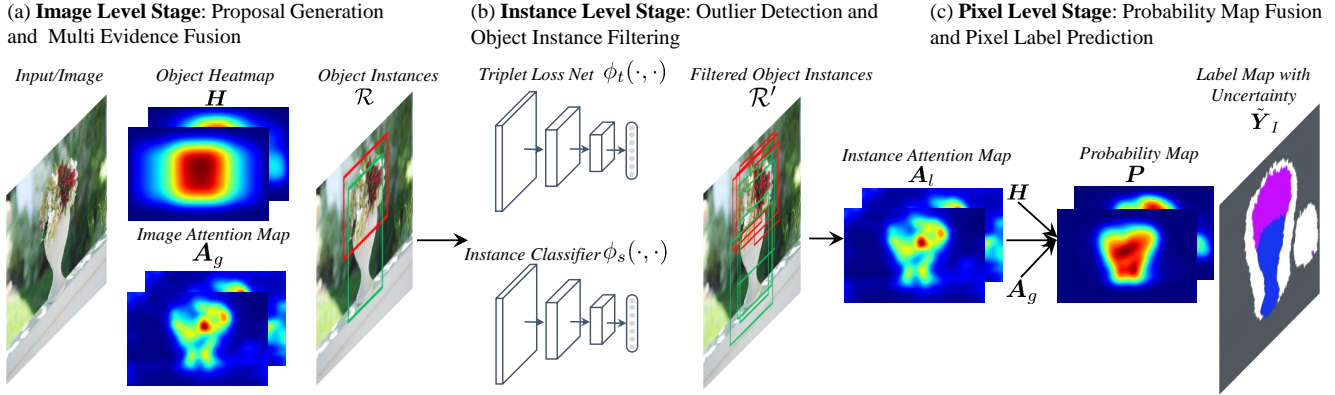 (a) Image Level Stage: Proposal Generation
and Multi Evidence Fusion
(b) Instance Level Stage: Outlier Detection and
Object Instance Filtering
(c) Pixel Level Stage: Probability Map Fusion
and Pixel Label Prediction
Input/Image
Object Heatmap
H
Image Attention Map
A_g
Object Instances
R
Triplet Loss Net ϕ_t(·, ·)
Instance Classifier ϕ_s(·, ·)
Filtered Object Instances
R′
Instance Attention Map
A_l
H
A_g
Probability Map
P
Label Map with
Uncertainty
Ỹ_I